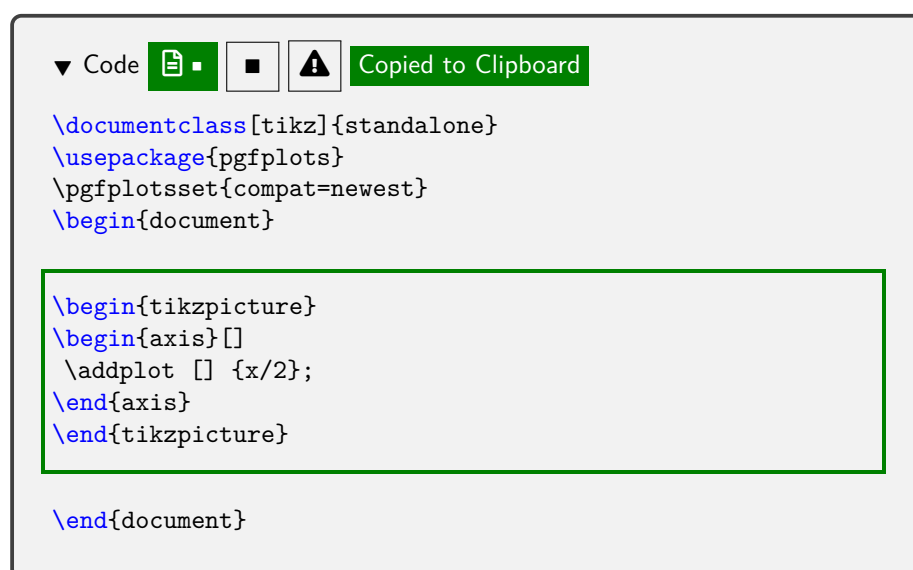 ▼ Code Copied to Clipboard
\documentclass[tikz]{standalone}
\usepackage{pgfplots}
\pgfplotsset{compat=newest}
\begin{document}
\begin{tikzpicture}
\begin{axis}[]
 \addplot [] {x/2};
\end{axis}
\end{tikzpicture}
\end{document}